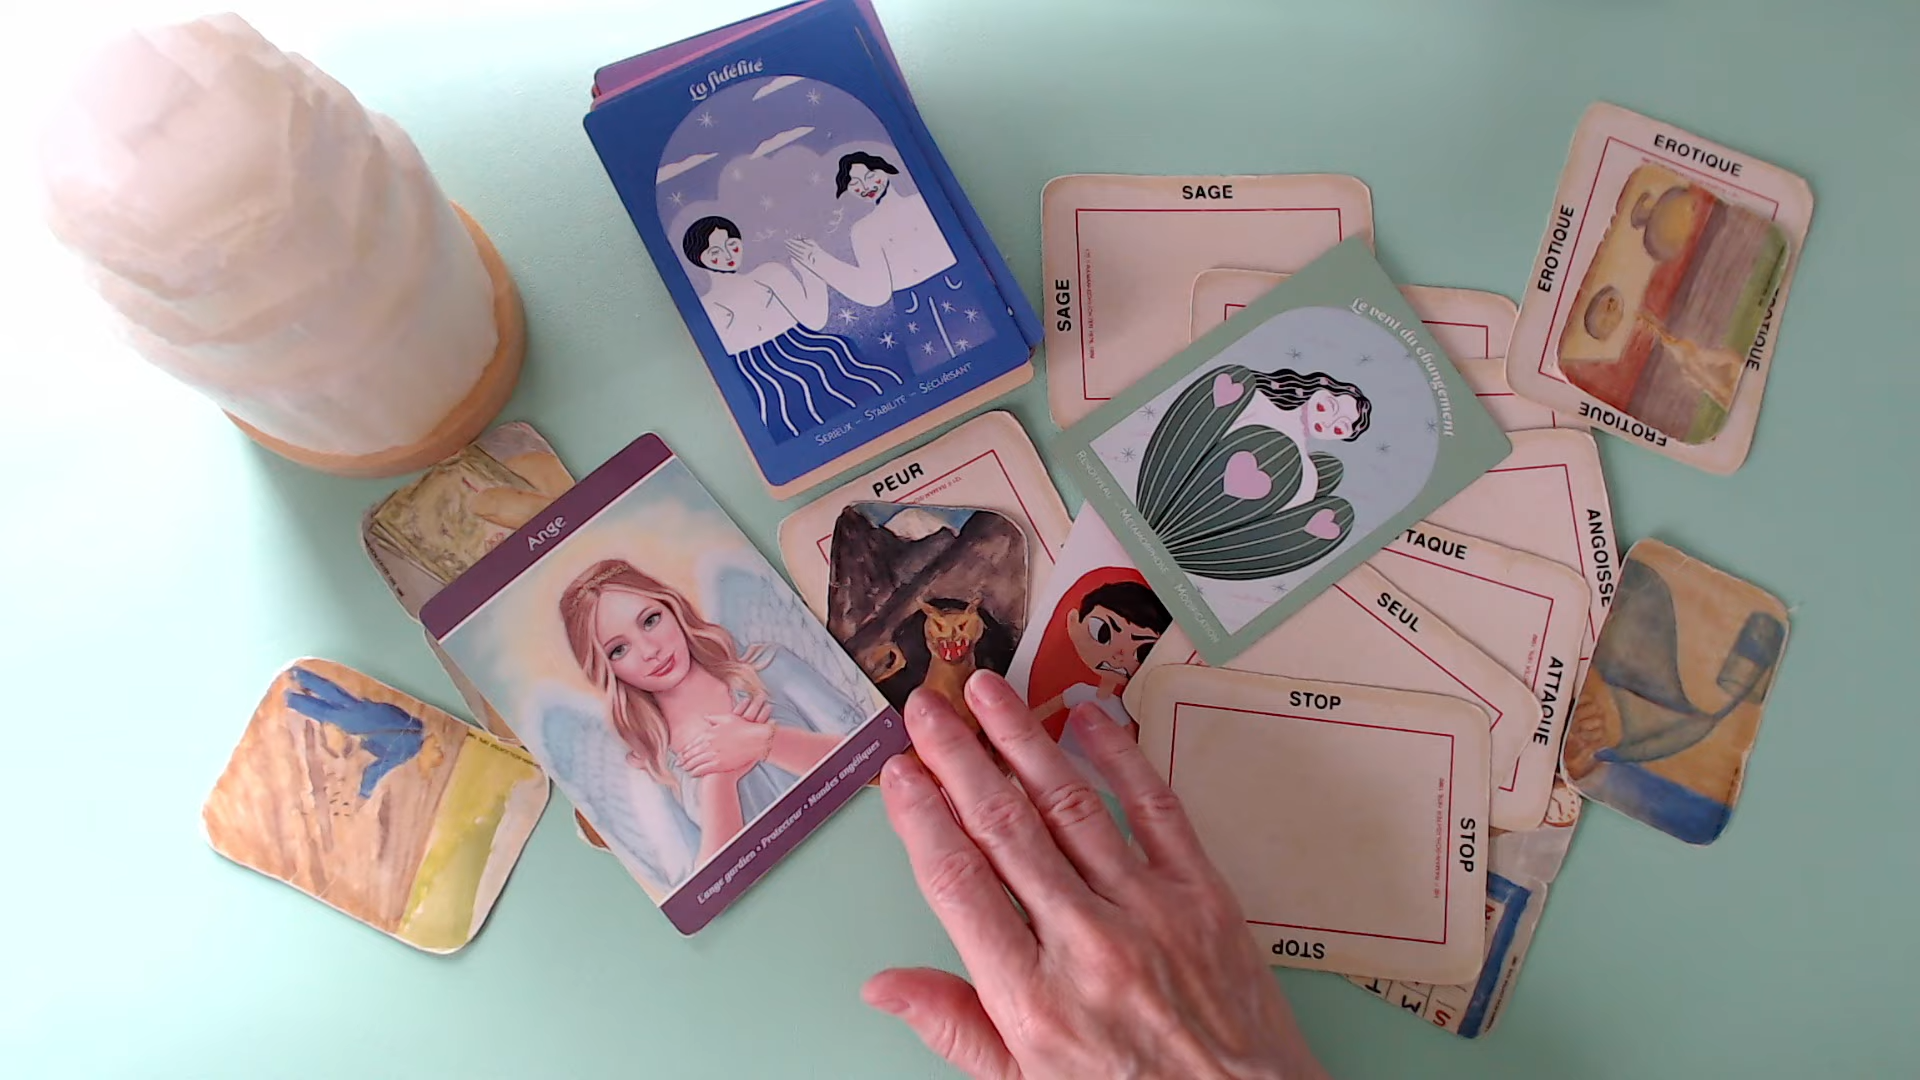 La fidélité
SÉRIEUX – STABILITÉ – SÉCURISANT
SAGE
SAGE
EROTIQUE
EROTIQUE
EROTIQUE
Le vent du changement
RENOUVEAU – MÉTAMORPHOSE – MODIFICATION
PEUR
Ange
3
L'ange gardien • Protecteur • Mondes angéliques
ANGOISSE
TTAQUE
ATTAQUE
SEUL
STOP
STOP
STOP
T M S